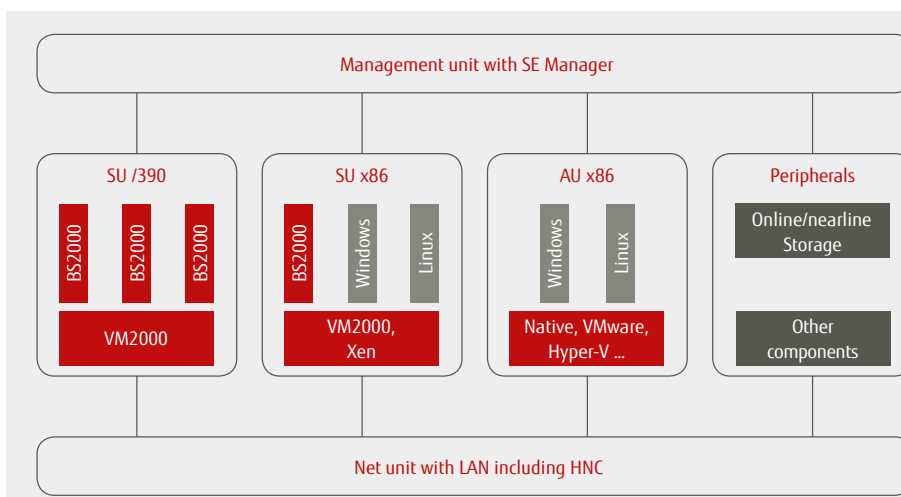 Management unit with SE Manager
SU /390
BS2000
BS2000
BS2000
VM2000
SU x86
BS2000
Windows
Linux
VM2000,
Xen
AU x86
Windows
Linux
Native, VMware,
Hyper-V ...
Peripherals
Online/nearline
Storage
Other
components
Net unit with LAN including HNC